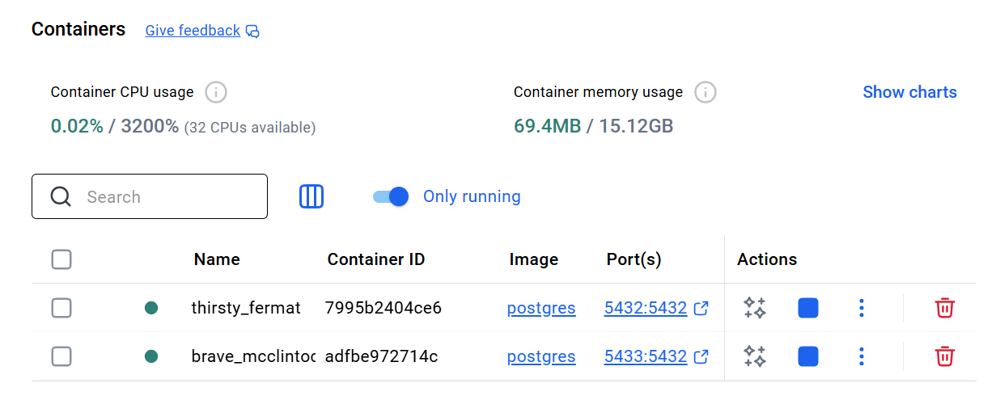 Containers Give feedback
Container CPU usage Container memory usage Show charts
0.02% / 3200% (32 CPUs available) 69.4MB / 15.12GB
Search Only running
Name Container ID Image Port(s) Actions
thirsty_fermat 7995b2404ce6 postgres 5432:5432
brave_mcclintoc adfbe972714c postgres 5433:5432